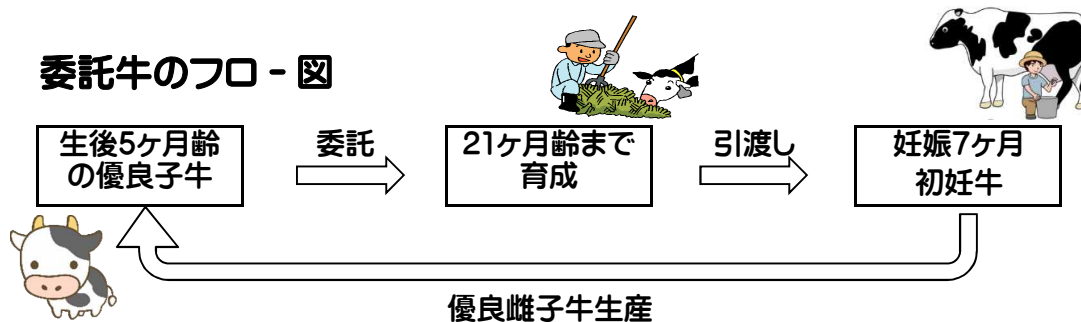 委託牛のフロ-図
生後5ヶ月齢
の優良子牛
委託
21ヶ月齢まで
育成
引渡し
妊娠7ヶ月
初妊牛
優良雌子牛生産